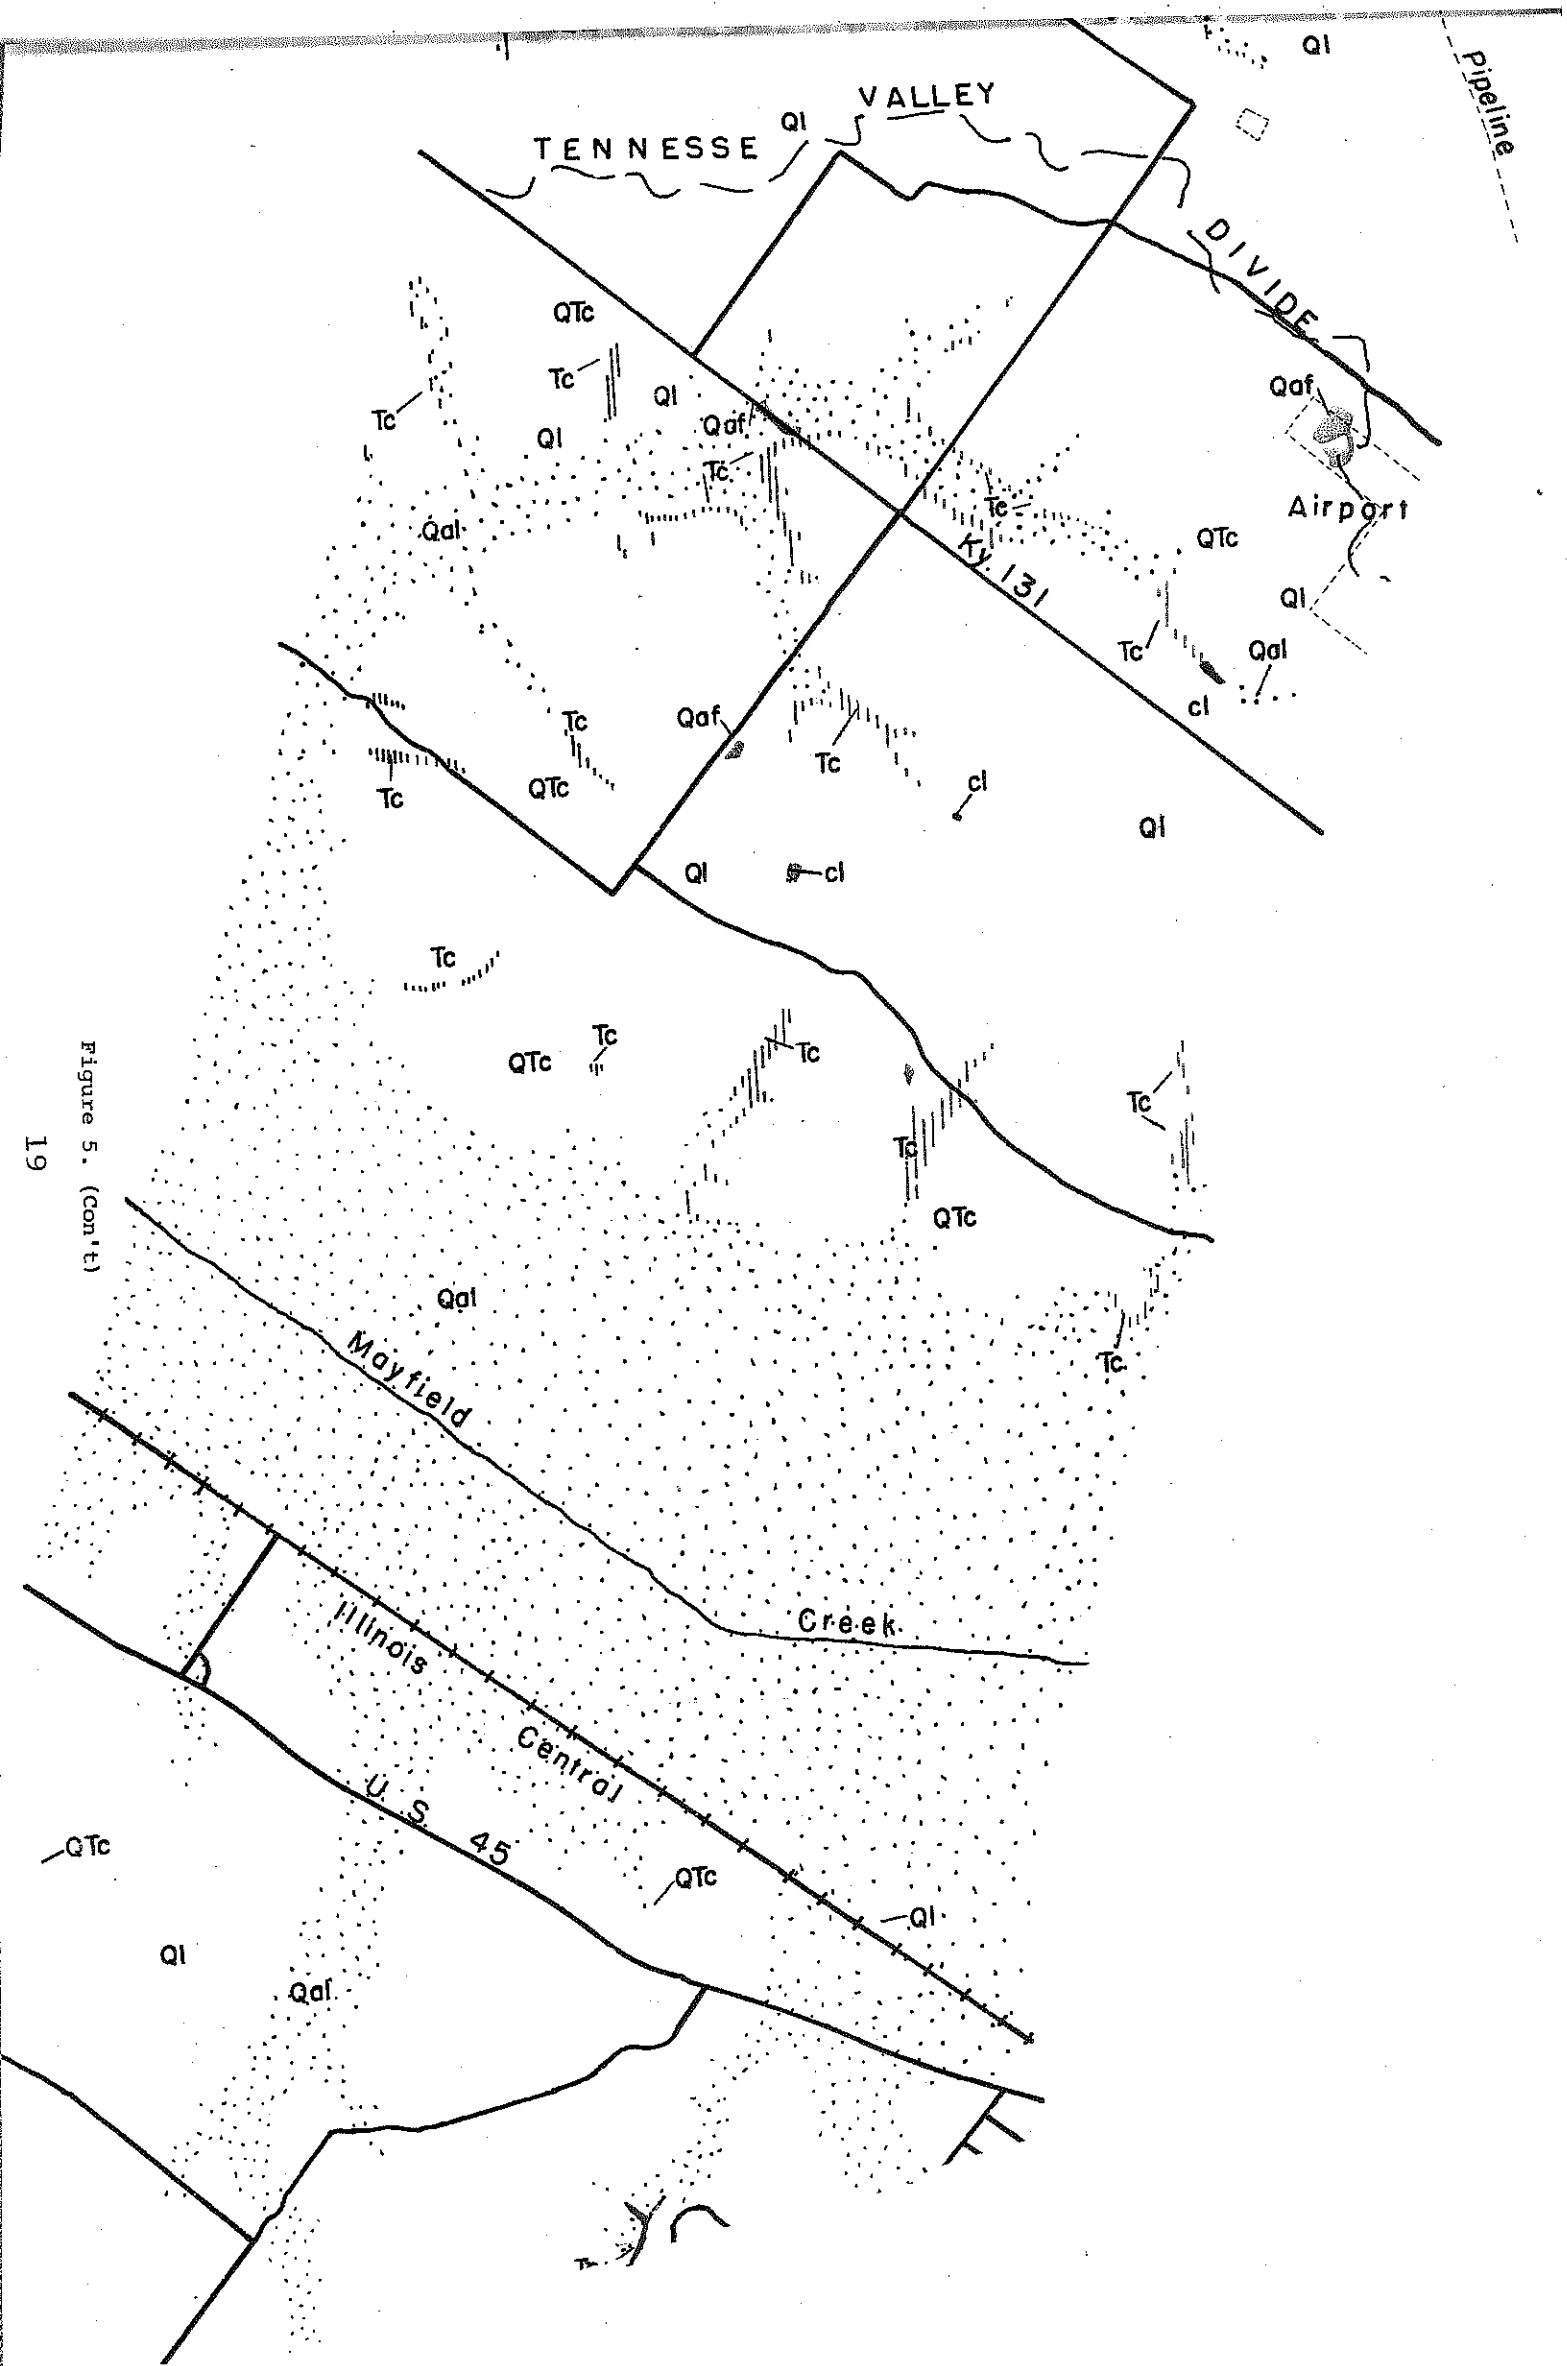 Ql
Pipeline
VALLEY
Ql
TENNESSE
DIVIDE
QTc
Tc
Qaf
Ql
Tc
Qaf
Ql
Tc
Airport
Qal
Tc
QTc
Ky. 131
Ql
Tc
Qal
cl
Qaf
Tc
Tc
cl
QTc
Tc
Ql
Ql
cl
Tc
Tc
Tc
QTc
Tc
Tc
QTc
Qal
Mayfield
Tc
Creek
Illinois
Central
U. S. 45
QTc
QTc
Ql
Ql
Qal
Figure 5. (Con't)
19